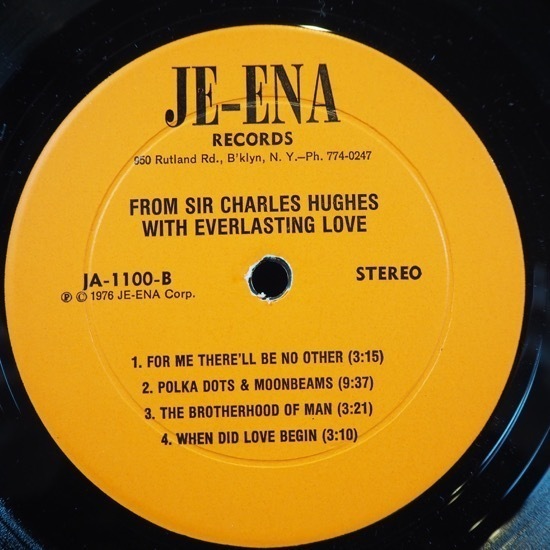 JE-ENA
RECORDS
950 Rutland Rd., B'klyn, N. Y.—Ph. 774-0247
FROM SIR CHARLES HUGHES
WITH EVERLASTING LOVE
JA-1100-B
STEREO
℗ © 1976 JE-ENA Corp.
1. FOR ME THERE'LL BE NO OTHER (3:15)
2. POLKA DOTS & MOONBEAMS (9:37)
3. THE BROTHERHOOD OF MAN (3:21)
4. WHEN DID LOVE BEGIN (3:10)